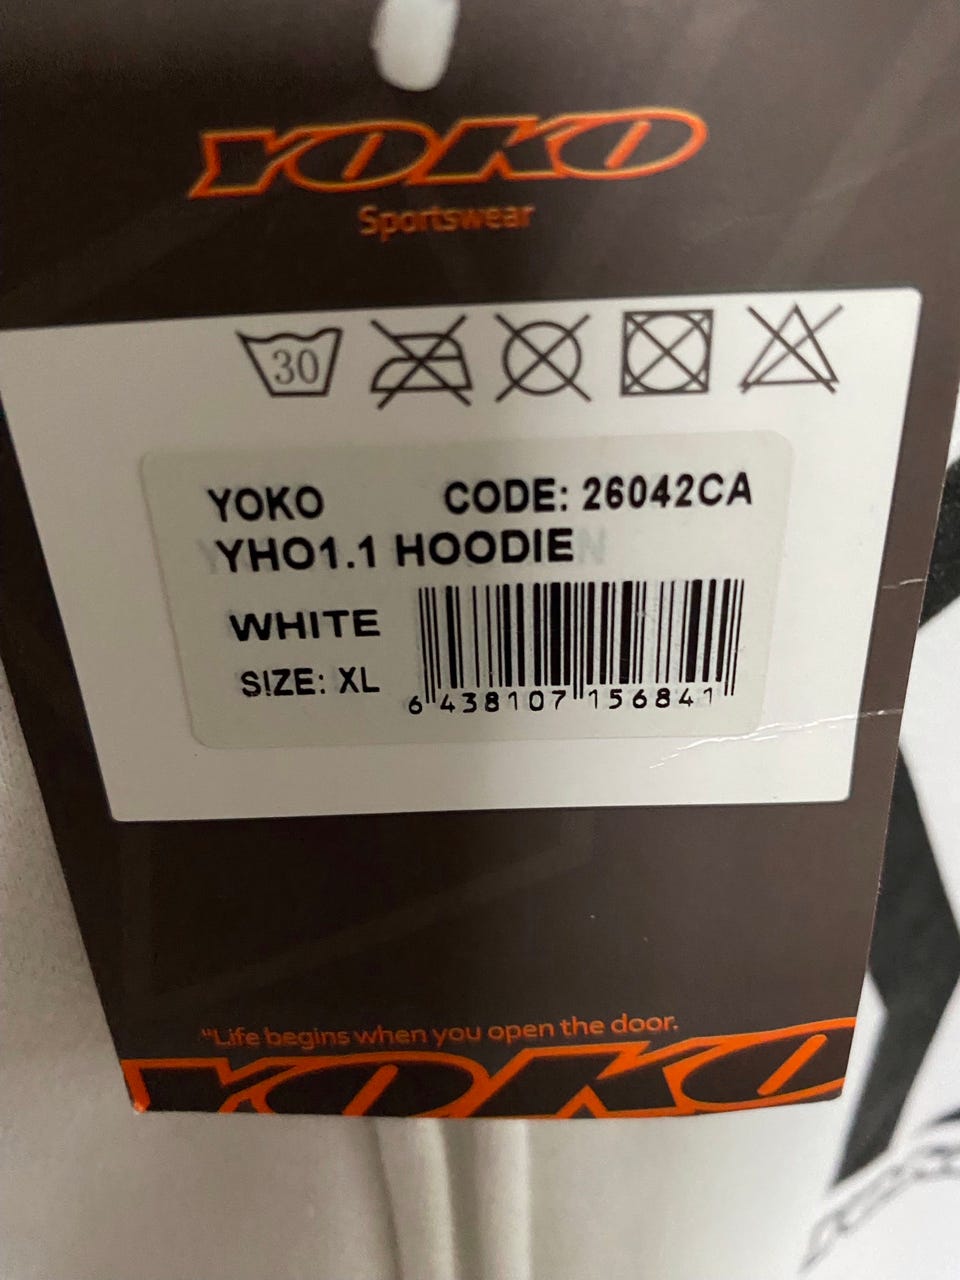 YOKO
Sportswear
30
YOKO CODE: 26042CA
YHO1.1 HOODIE
WHITE
SIZE: XL
6 438107 156841
"Life begins when you open the door.
YOKO